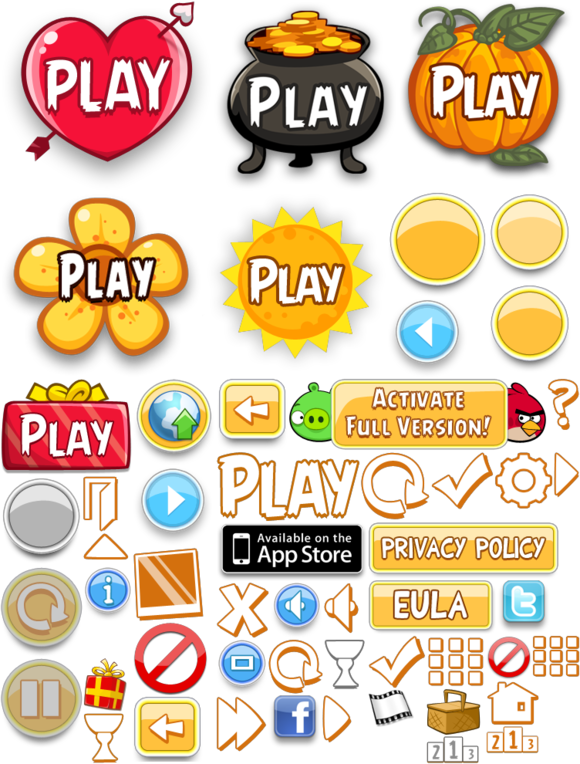 PLAY
PLAY
PLAY
PLAY
PLAY
PLAY
ACTIVATE
FULL VERSION!
?
PLAY
Available on the
App Store
PRIVACY POLICY
i
EULA
t
f
1
2
3
1
2
3